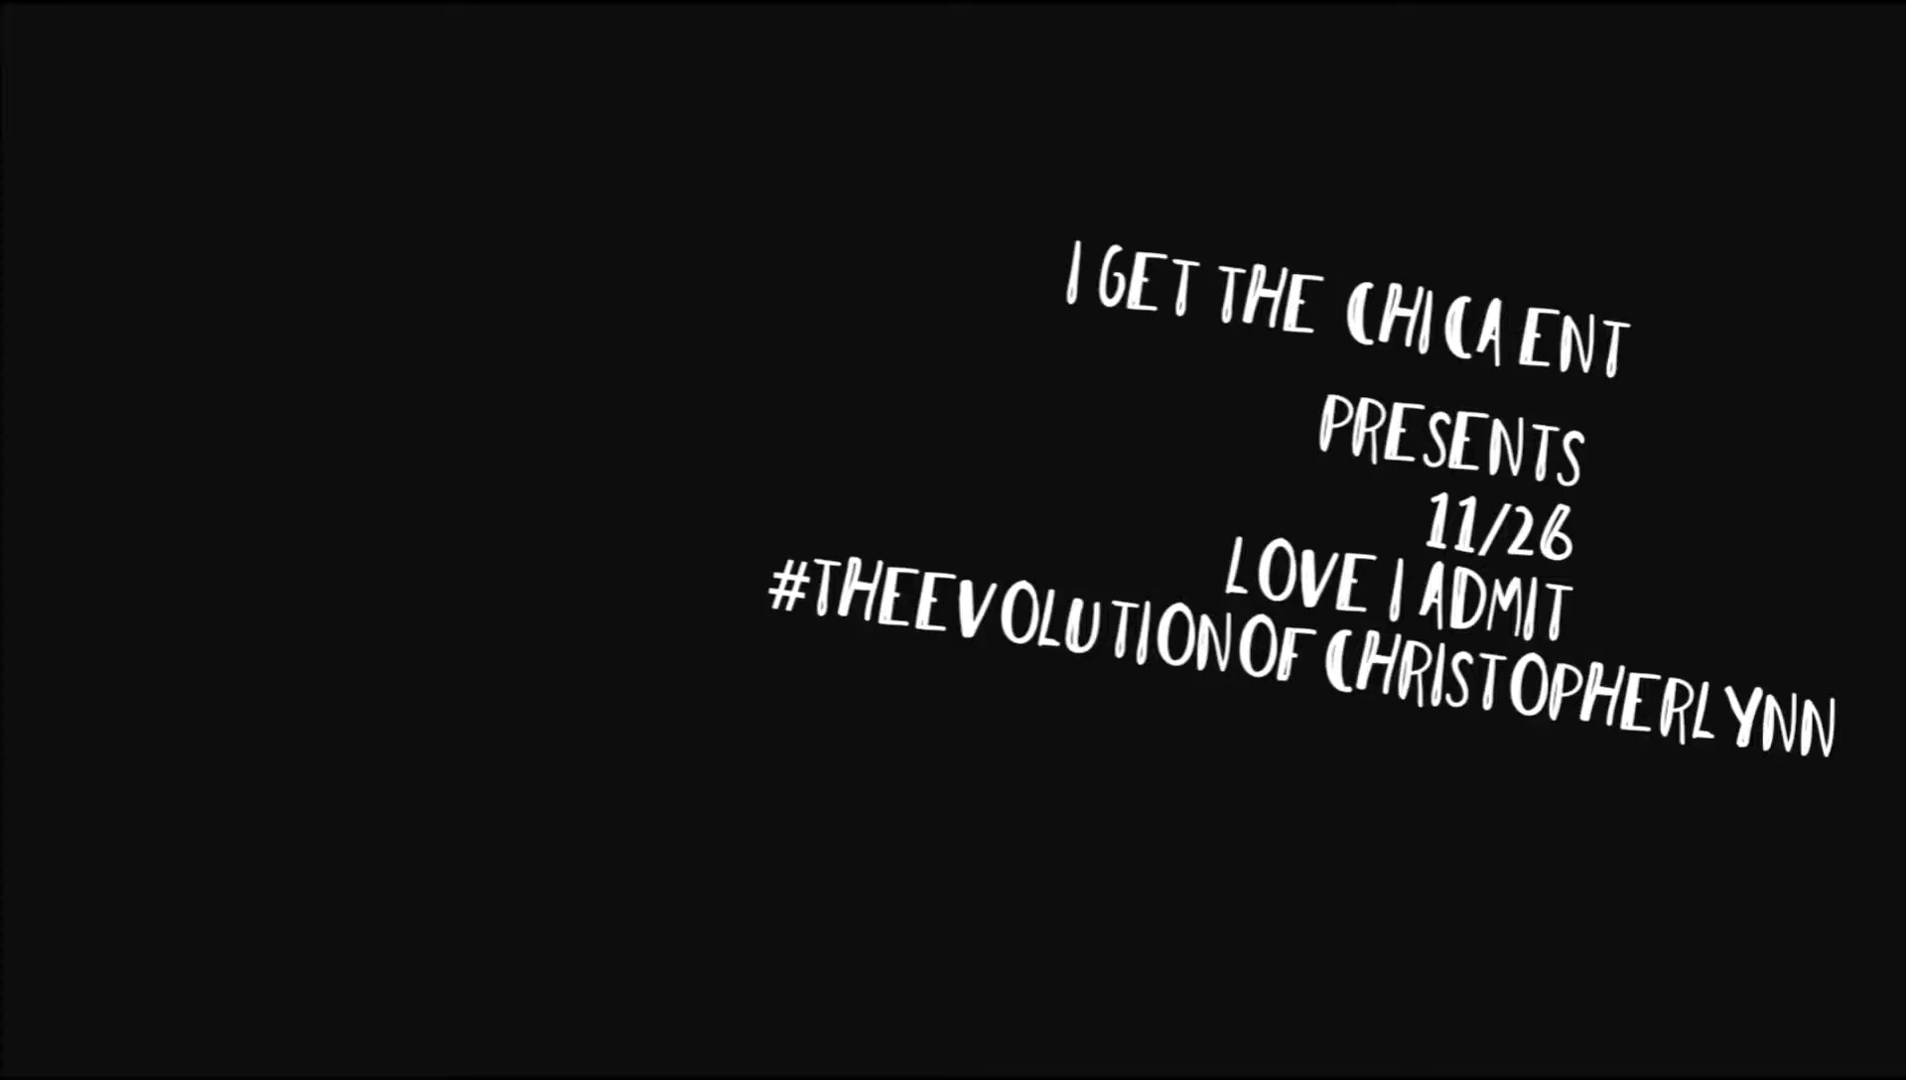 I GET THE CHICA ENT
PRESENTS
11/26
LOVE I ADMIT
#THEEVOLUTIONOFCHRISTOPHERLYNN